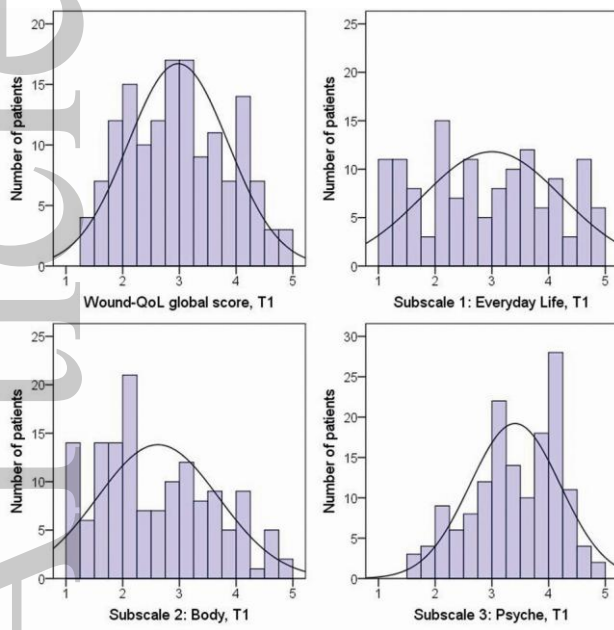 Number of patients
20
15
10
5
0
1 2 3 4 5
Wound-QoL global score, T1
Number of patients
25
20
15
10
5
0
1 2 3 4 5
Subscale 1: Everyday Life, T1
Number of patients
25
20
15
10
5
0
1 2 3 4 5
Subscale 2: Body, T1
Number of patients
30
25
20
15
10
5
0
1 2 3 4 5
Subscale 3: Psyche, T1